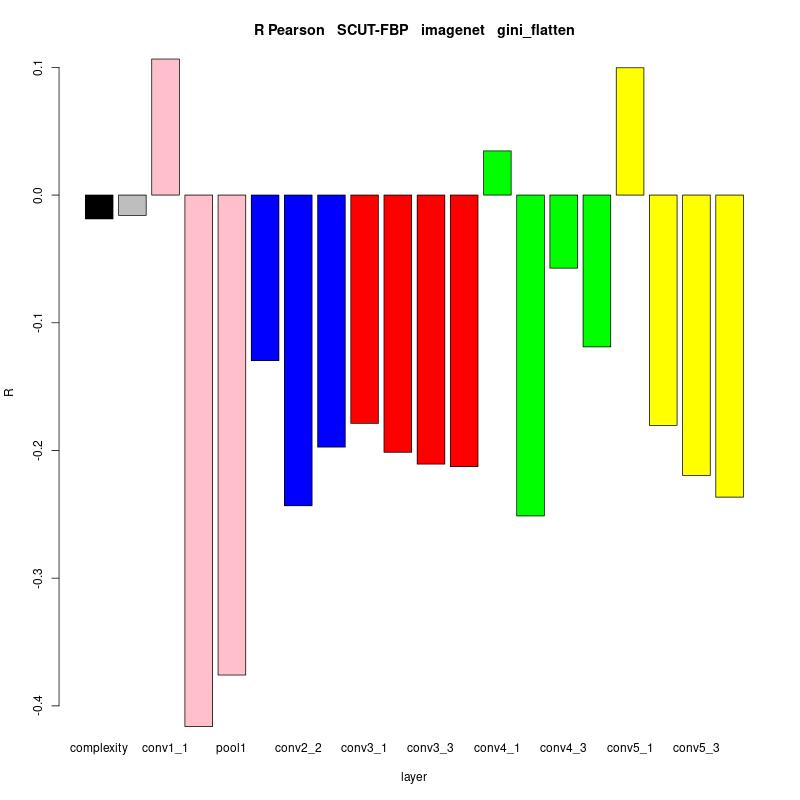 R Pearson   SCUT-FBP   imagenet   gini_flatten
0.1
0.0
-0.1
-0.2
-0.3
-0.4
R
complexity conv1_1 pool1 conv2_2 conv3_1 conv3_3 conv4_1 conv4_3 conv5_1 conv5_3
layer